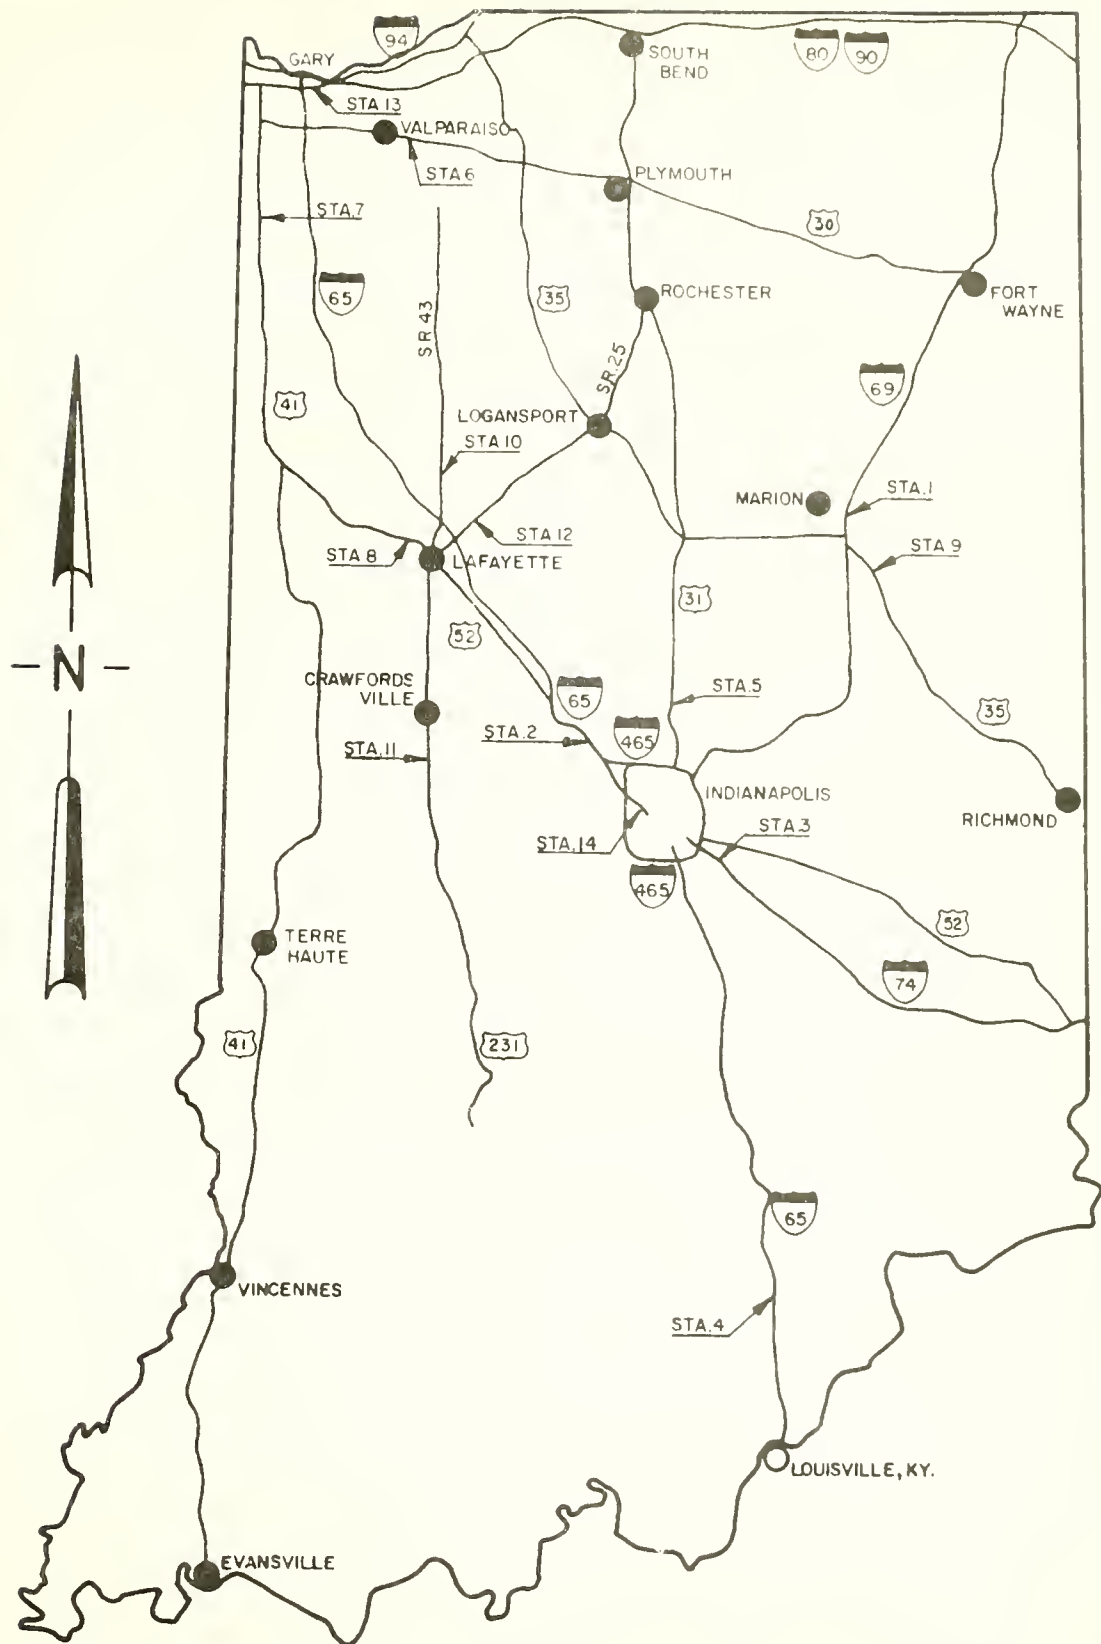 94
GARY
SOUTH
BEND
80
90
STA 13
VALPARAISO
STA 6
PLYMOUTH
STA.7
30
65
SR 43
35
ROCHESTER
FORT
WAYNE
S.R.25
69
41
LOGANSPORT
STA 10
MARION
STA.1
STA 12
STA 9
STA 8
LAFAYETTE
31
52
CRAWFORDS
VILLE
65
STA.5
35
STA.2
465
STA.11
INDIANAPOLIS
RICHMOND
STA.3
STA.14
465
52
TERRE
HAUTE
74
41
231
- N -
65
VINCENNES
STA.4
LOUISVILLE, KY.
EVANSVILLE